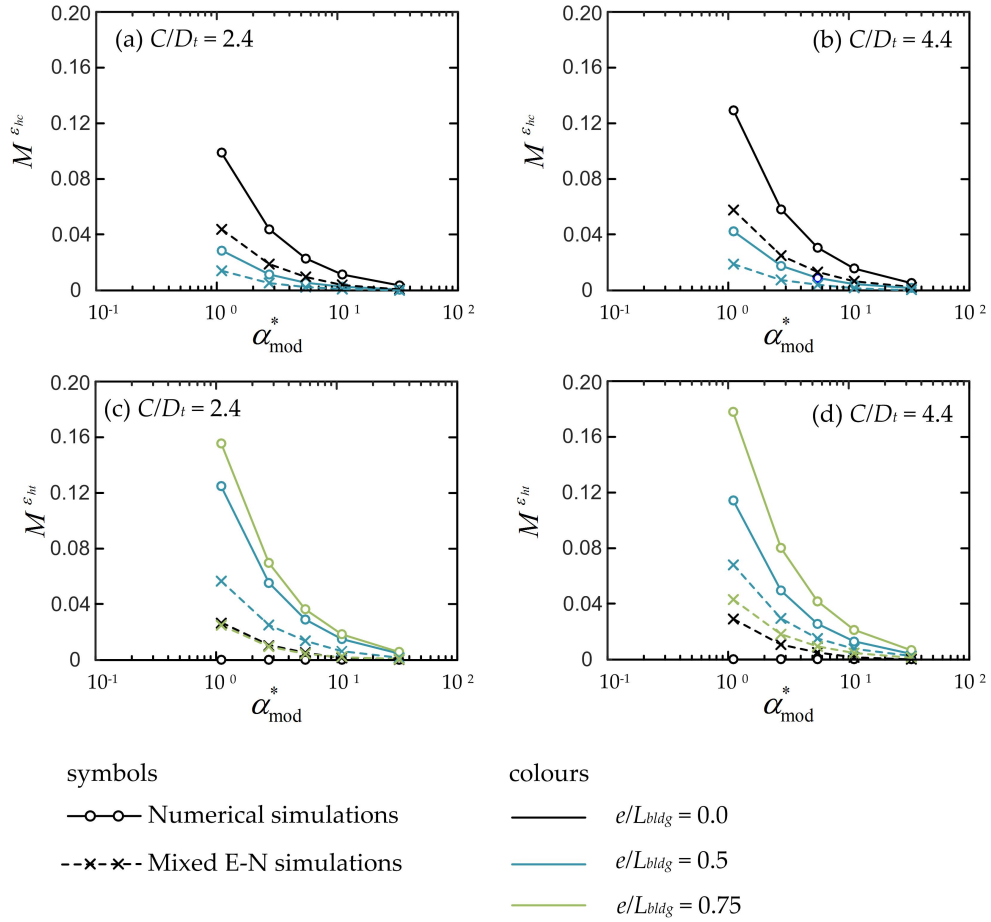 (a) C/Dt = 2.4
0.20
0.16
0.12
0.08
0.04
0
M εhc
10-1 10 0 10 1 10 2
α*mod
(b) C/Dt = 4.4
0.20
0.16
0.12
0.08
0.04
0
M εhc
10-1 10 0 10 1 10 2
α*mod
(c) C/Dt = 2.4
0.20
0.16
0.12
0.08
0.04
0
M εht
10-1 10 0 10 1 10 2
α*mod
(d) C/Dt = 4.4
0.20
0.16
0.12
0.08
0.04
0
M εht
10-1 10 0 10 1 10 2
α*mod
symbols
Numerical simulations
Mixed E-N simulations
colours
e/Lbldg = 0.0
e/Lbldg = 0.5
e/Lbldg = 0.75